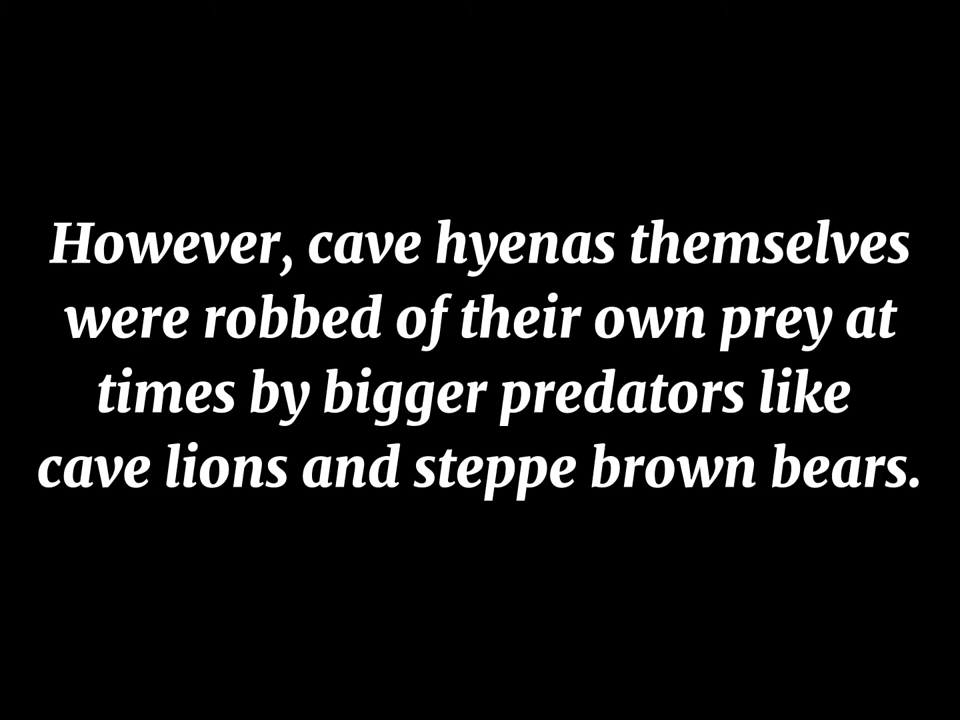 However, cave hyenas themselves
were robbed of their own prey at
times by bigger predators like
cave lions and steppe brown bears.